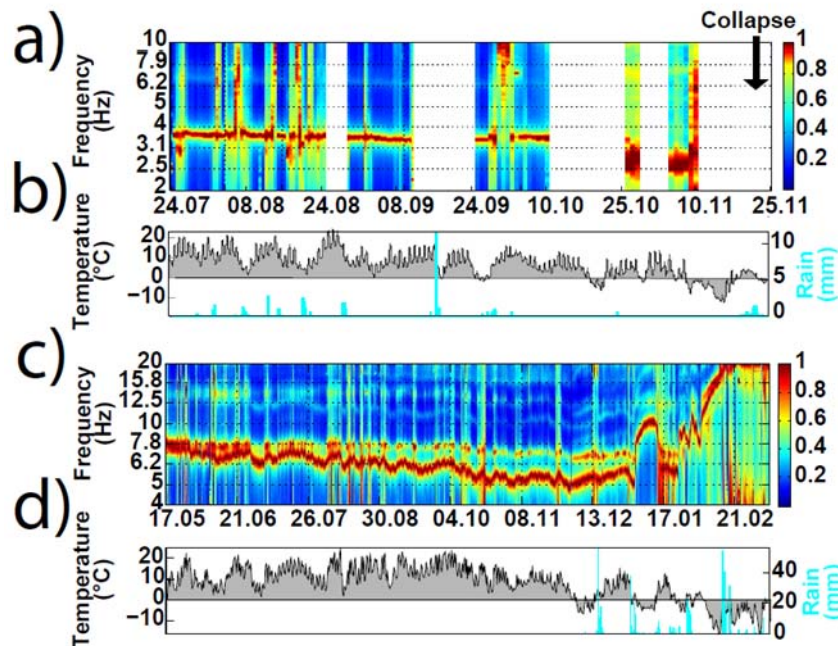 a)
Collapse
Frequency
(Hz)
10
7.9
6.2
5
4
3.1
2.5
2
1
0.8
0.6
0.4
0.2
24.07 08.08 24.08 08.09 24.09 10.10 25.10 10.11 25.11
b)
Temperature
(°C)
20
10
0
−10
10
5
0
Rain
(mm)
c)
Frequency
(Hz)
20
15.8
12.5
10
7.8
6.2
5
4
1
0.8
0.6
0.4
0.2
17.05 21.06 26.07 30.08 04.10 08.11 13.12 17.01 21.02
d)
Temperature
(°C)
20
10
0
−10
40
20
0
Rain
(mm)